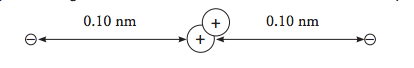 0.10 nm 0.10 nm
+
⊖ + ⊖